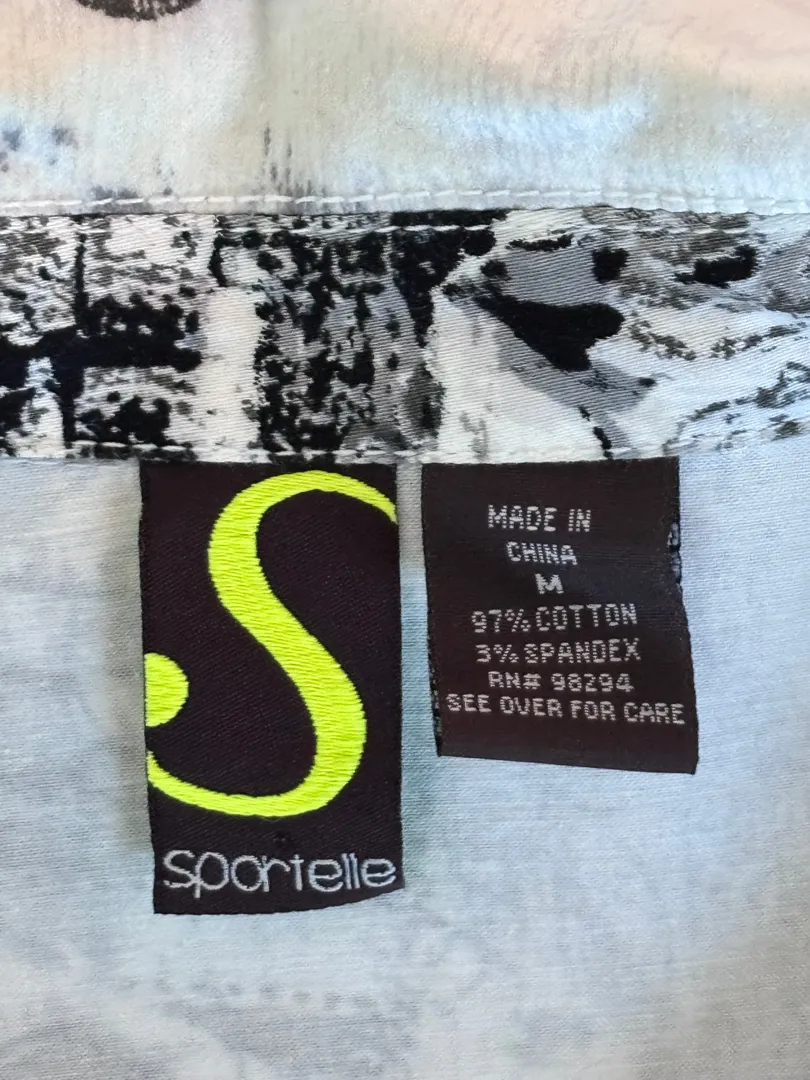 S
sportelle
MADE IN
CHINA
M
97% COTTON
3% SPANDEX
RN# 98294
SEE OVER FOR CARE